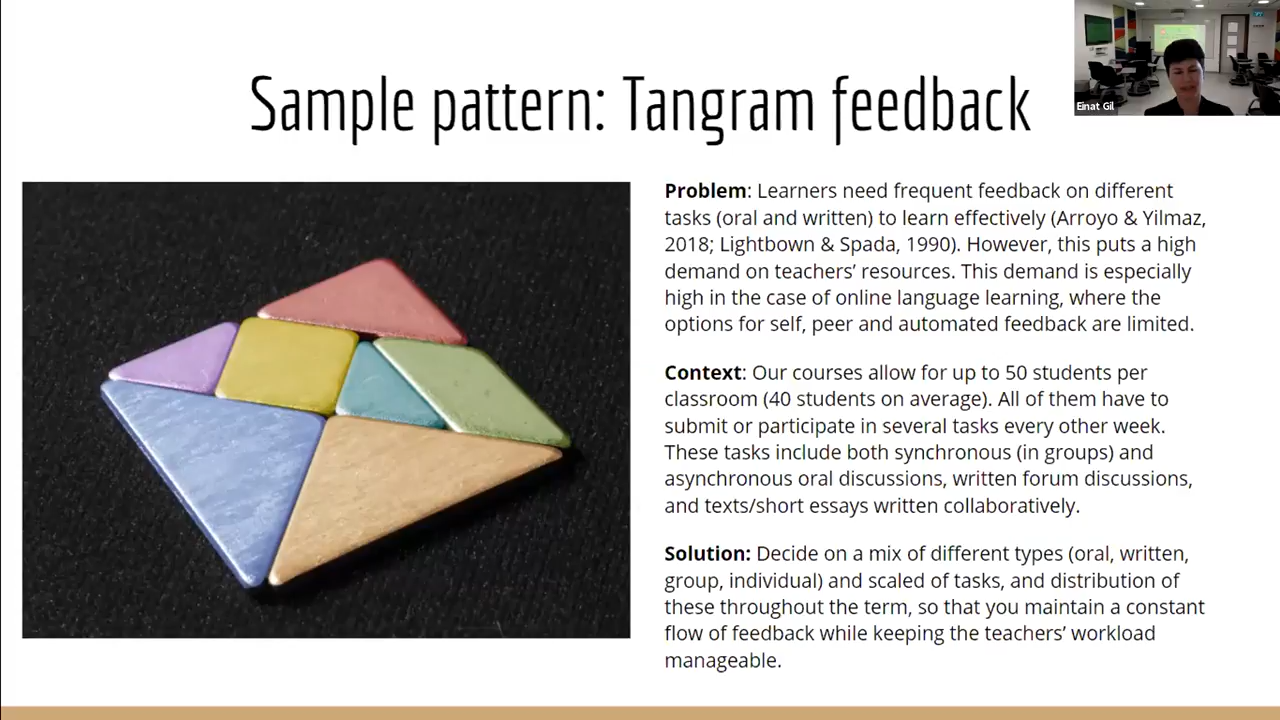 Sample pattern: Tangram feedback
Einat Gil
Problem: Learners need frequent feedback on different
tasks (oral and written) to learn effectively (Arroyo & Yilmaz,
2018; Lightbown & Spada, 1990). However, this puts a high
demand on teachers’ resources. This demand is especially
high in the case of online language learning, where the
options for self, peer and automated feedback are limited.
Context: Our courses allow for up to 50 students per
classroom (40 students on average). All of them have to
submit or participate in several tasks every other week.
These tasks include both synchronous (in groups) and
asynchronous oral discussions, written forum discussions,
and texts/short essays written collaboratively.
Solution: Decide on a mix of different types (oral, written,
group, individual) and scaled of tasks, and distribution of
these throughout the term, so that you maintain a constant
flow of feedback while keeping the teachers’ workload
manageable.